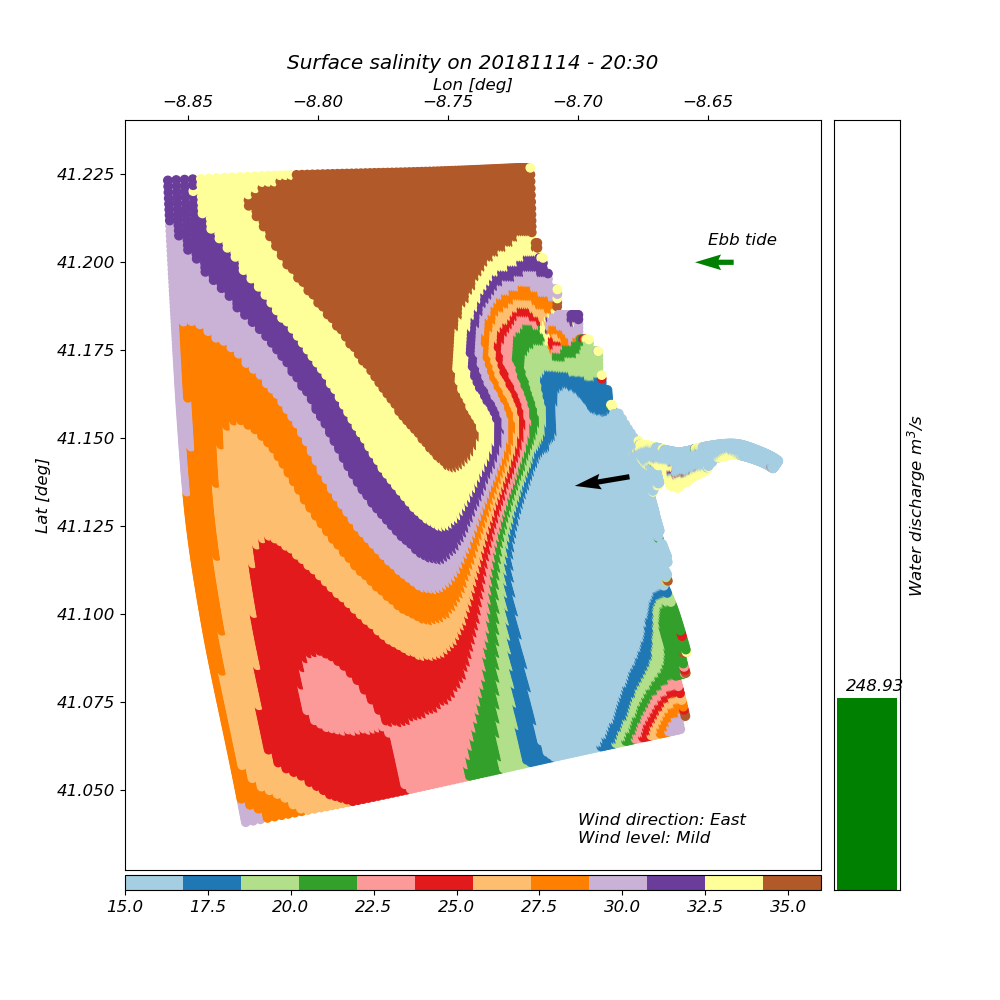 Surface salinity on 20181114 - 20:30
Lon [deg]
−8.85 −8.80 −8.75 −8.70 −8.65
41.225
41.200
41.175
41.150
41.125
41.100
41.075
41.050
Lat [deg]
Ebb tide
Wind direction: East
Wind level: Mild
15.0 17.5 20.0 22.5 25.0 27.5 30.0 32.5 35.0
248.93
Water discharge m³/s